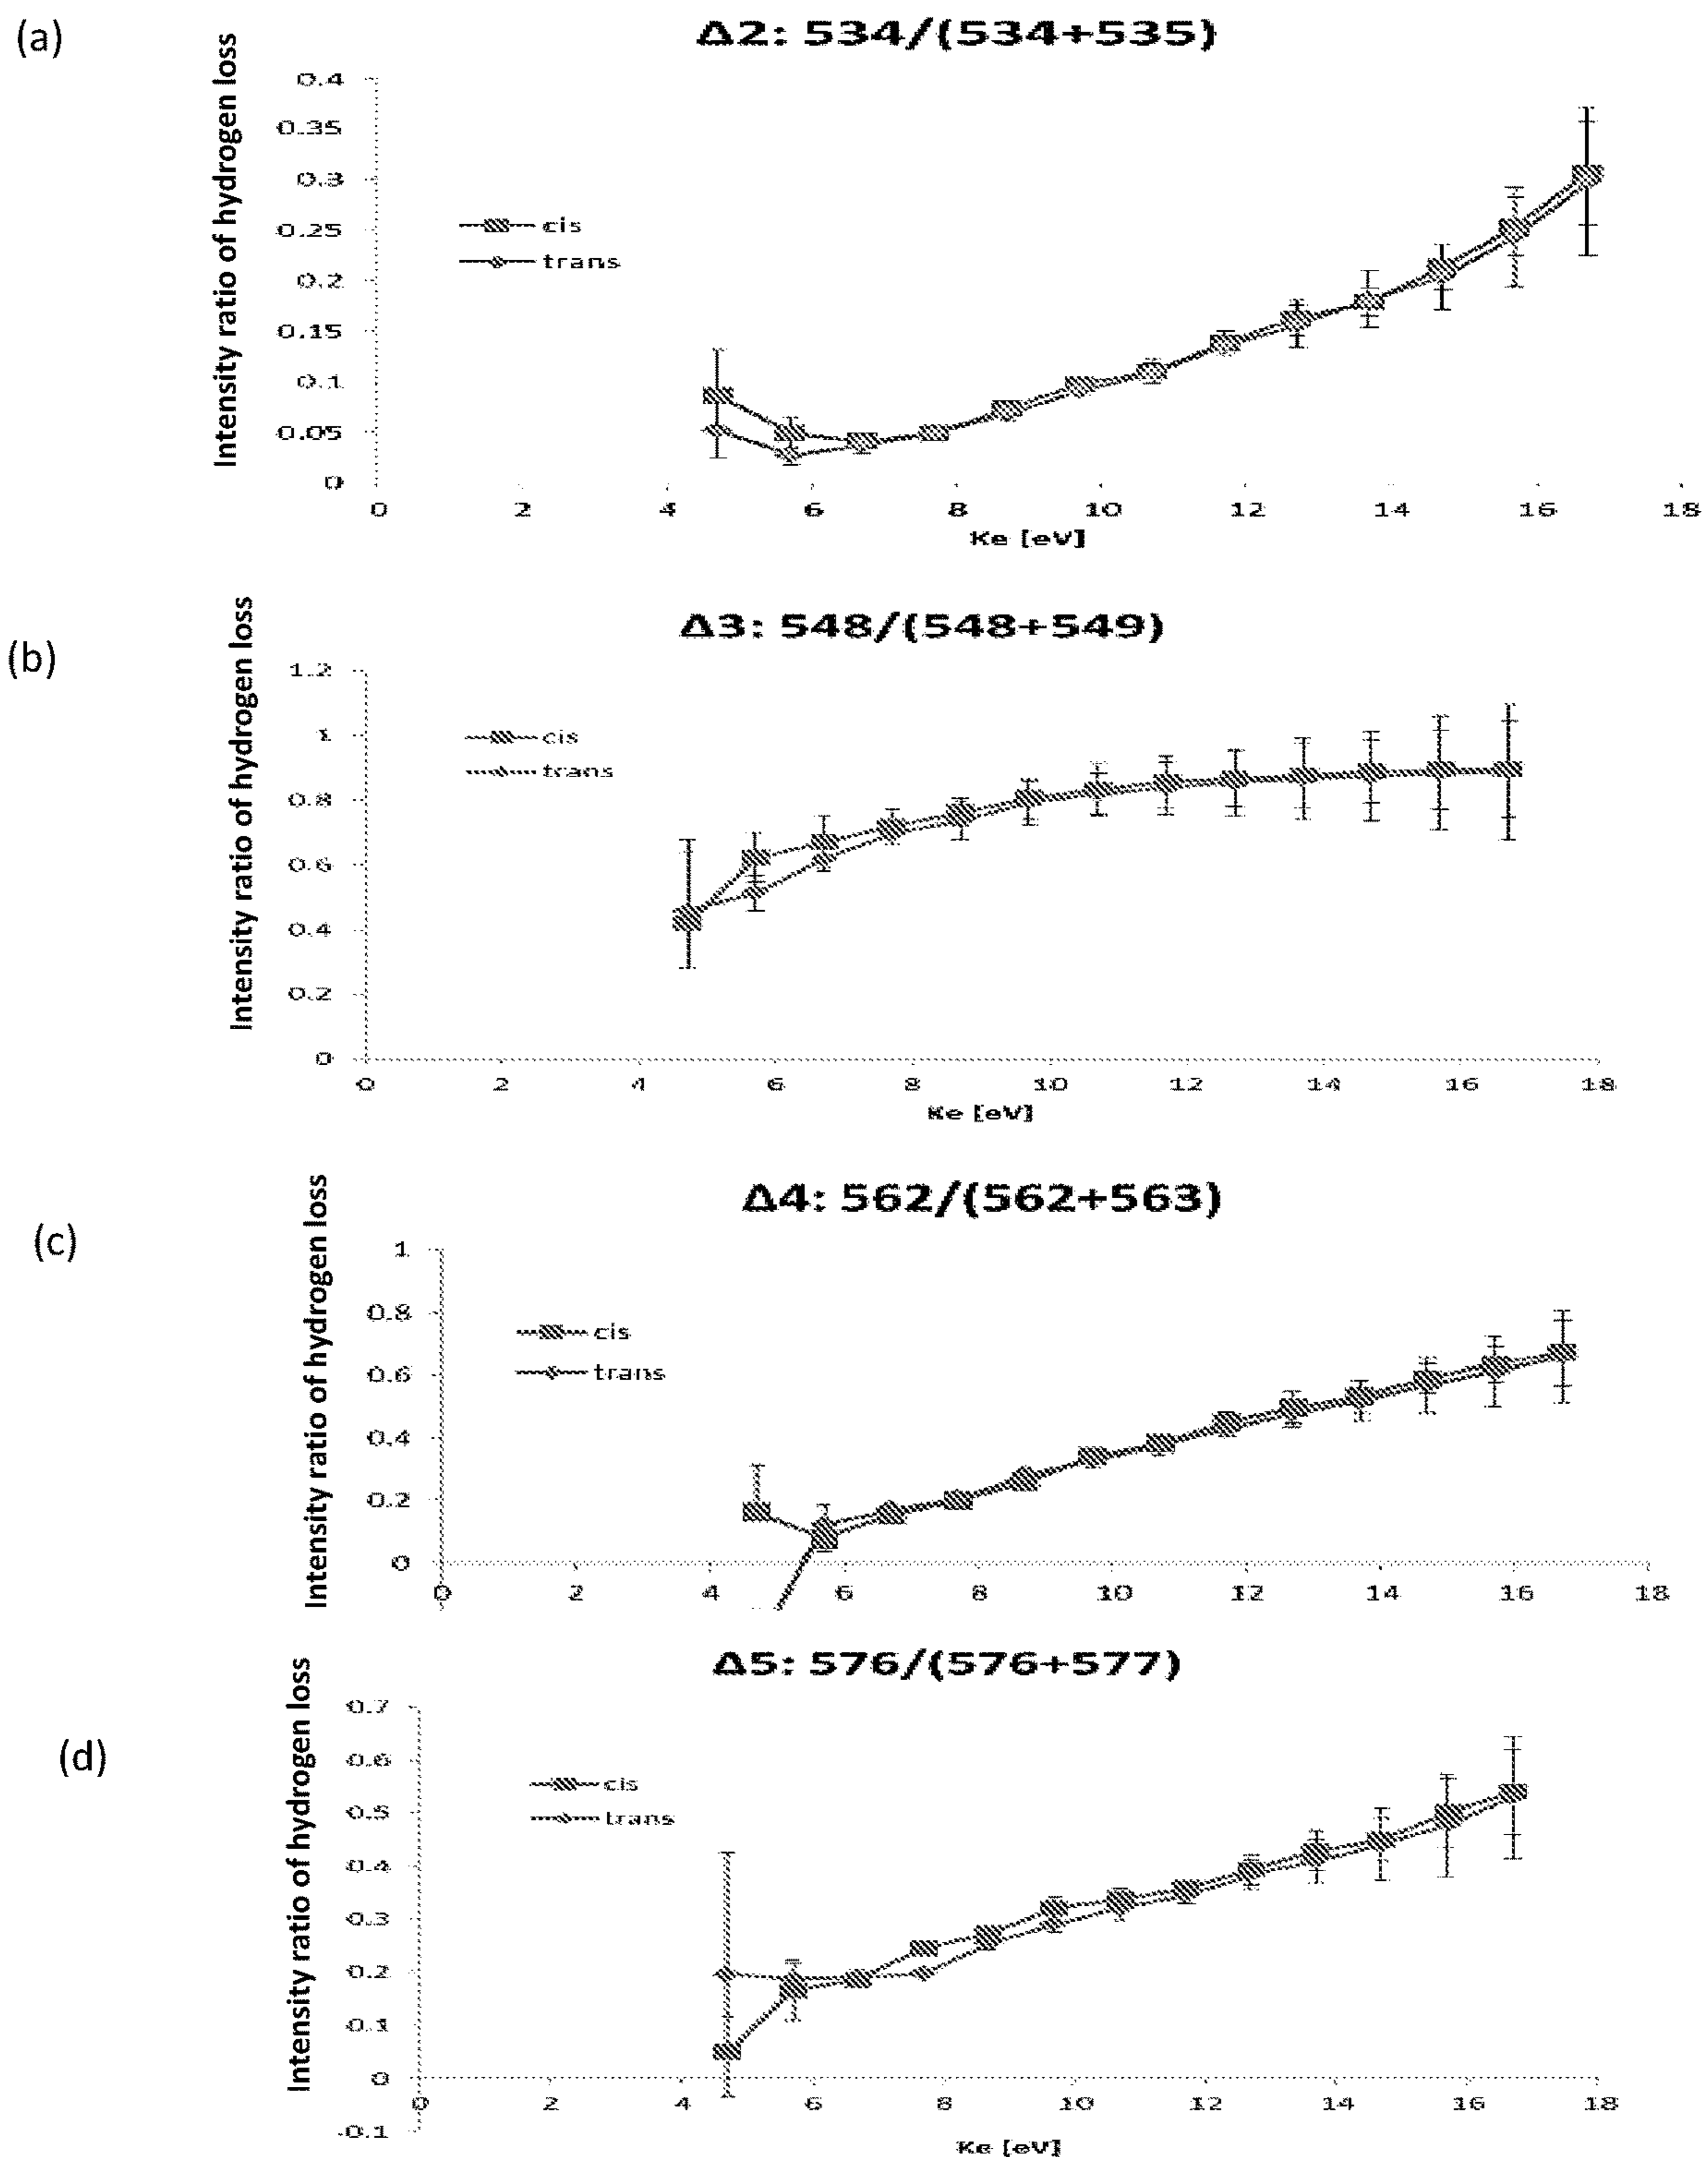 (a)
Δ2: 534/(534+535)
Intensity ratio of hydrogen loss
0.4
0.35
0.3
0.25
0.2
0.15
0.1
0.05
0
cis
trans
0 2 4 6 8 10 12 14 16 18
Ke [eV]
(b)
Δ3: 548/(548+549)
Intensity ratio of hydrogen loss
1.2
1
0.8
0.6
0.4
0.2
0
cis
trans
0 2 4 6 8 10 12 14 16 18
Ke [eV]
(c)
Δ4: 562/(562+563)
Intensity ratio of hydrogen loss
1
0.8
0.6
0.4
0.2
0
cis
trans
0 2 4 6 8 10 12 14 16 18
(d)
Δ5: 576/(576+577)
Intensity ratio of hydrogen loss
0.7
0.6
0.5
0.4
0.3
0.2
0.1
0
-0.1
cis
trans
0 2 4 6 8 10 12 14 16 18
Ke [eV]